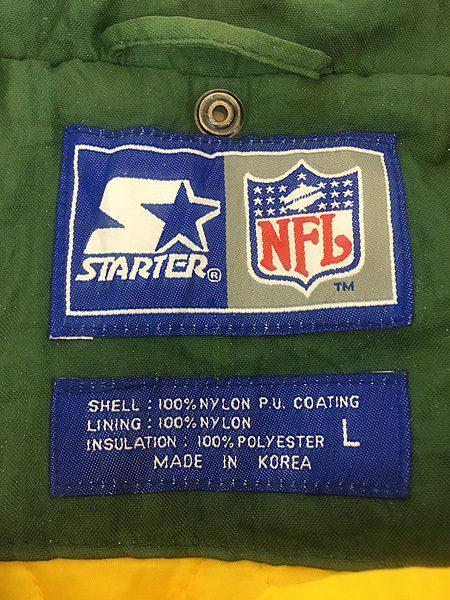 STARTER®
NFL
TM
SHELL : 100% NYLON P.U. COATING
LINING : 100% NYLON
INSULATION : 100% POLYESTER L
MADE IN KOREA